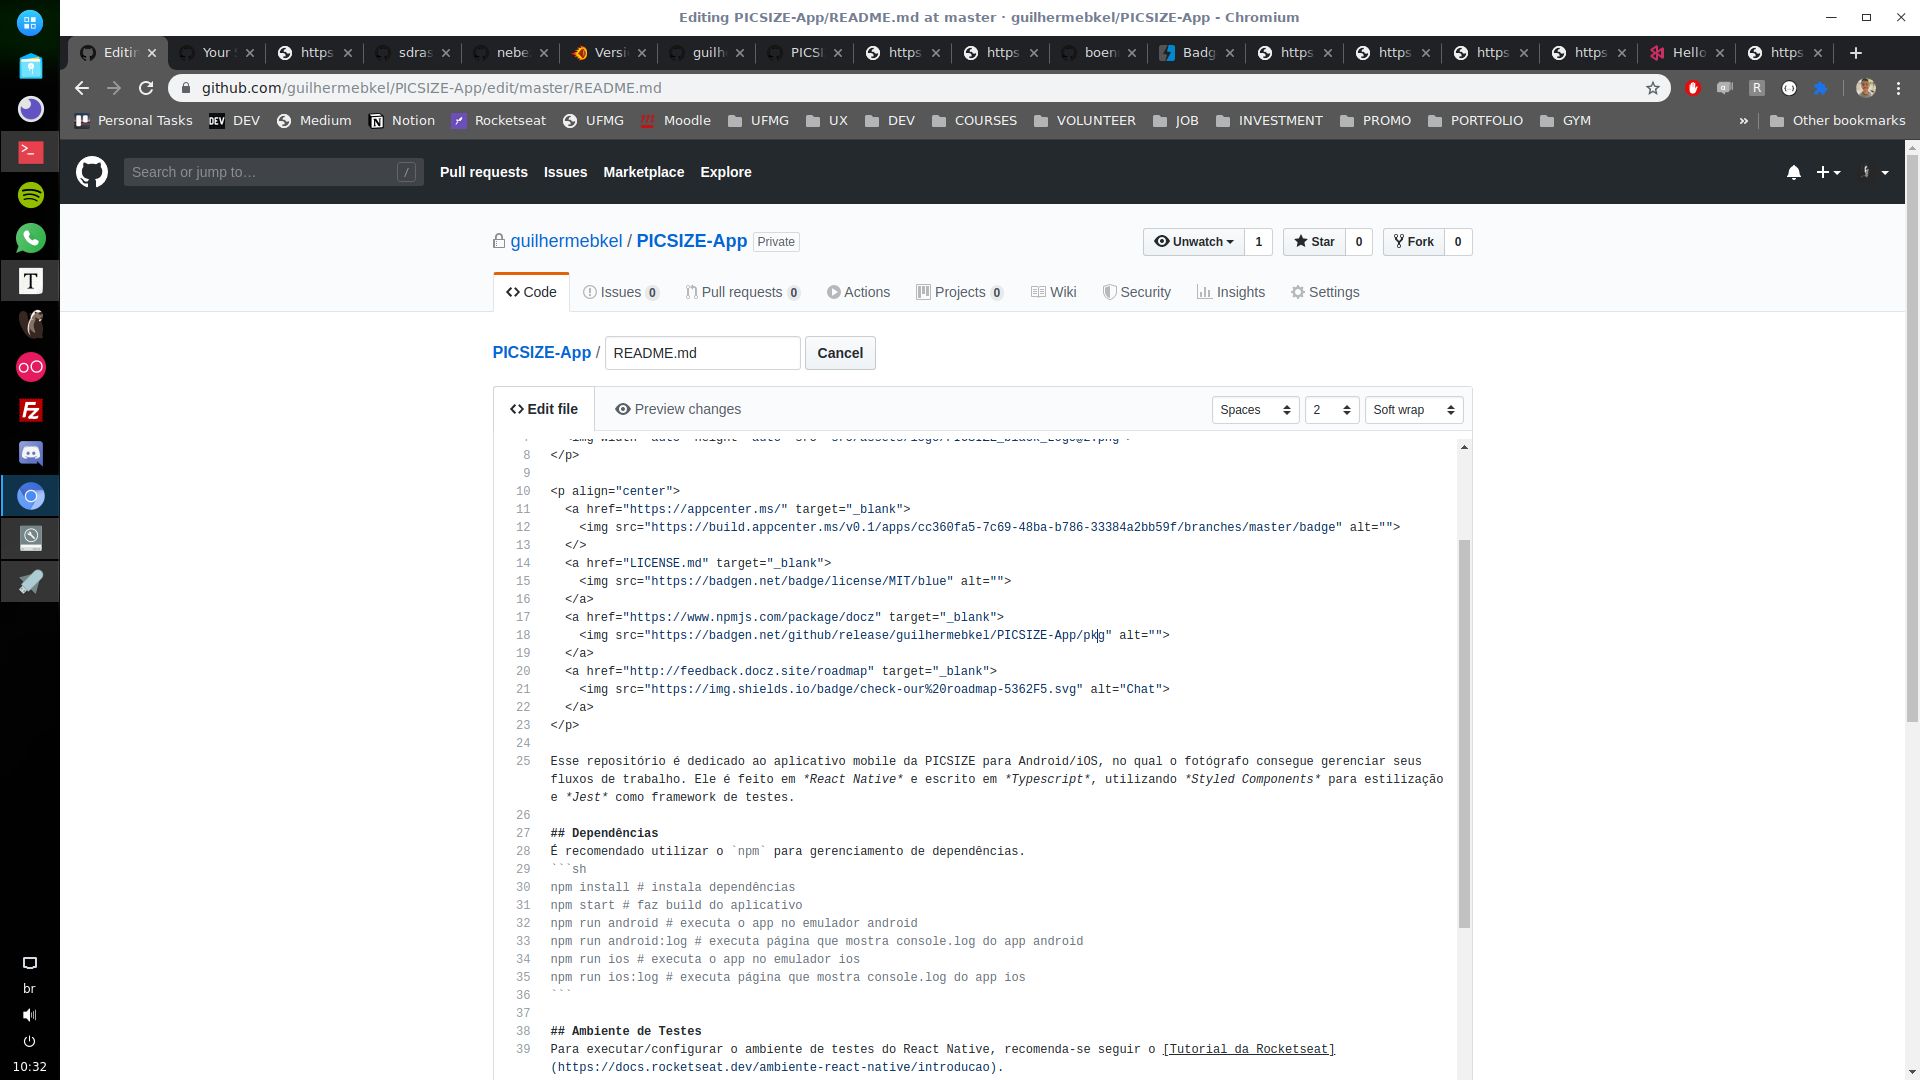 Editing PICSIZE-App/README.md at master · guilhermebkel/PICSIZE-App - Chromium
Editin Your https sdras nebe Versi guilh PICSI https https boen Badg https https https https Hello https
github.com/guilhermebkel/PICSIZE-App/edit/master/README.md
Personal Tasks DEV DEV Medium Notion Rocketseat UFMG Moodle UFMG UX DEV COURSES VOLUNTEER JOB INVESTMENT PROMO PORTFOLIO GYM » Other bookmarks
Search or jump to… / Pull requests Issues Marketplace Explore
guilhermebkel / PICSIZE-App Private Unwatch 1 Star 0 Fork 0
Code Issues 0 Pull requests 0 Actions Projects 0 Wiki Security Insights Settings
PICSIZE-App / README.md Cancel
Edit file Preview changes Spaces 2 Soft wrap
8 </p>
9
10 <p align="center">
11 <a href="https://appcenter.ms/" target="_blank">
12 <img src="https://build.appcenter.ms/v0.1/apps/cc360fa5-7c69-48ba-b786-33384a2bb59f/branches/master/badge" alt="">
13 </>
14 <a href="LICENSE.md" target="_blank">
15 <img src="https://badgen.net/badge/license/MIT/blue" alt="">
16 </a>
17 <a href="https://www.npmjs.com/package/docz" target="_blank">
18 <img src="https://badgen.net/github/release/guilhermebkel/PICSIZE-App/pkg" alt="">
19 </a>
20 <a href="http://feedback.docz.site/roadmap" target="_blank">
21 <img src="https://img.shields.io/badge/check-our%20roadmap-5362F5.svg" alt="Chat">
22 </a>
23 </p>
24
25 Esse repositório é dedicado ao aplicativo mobile da PICSIZE para Android/iOS, no qual o fotógrafo consegue gerenciar seus
fluxos de trabalho. Ele é feito em *React Native* e escrito em *Typescript*, utilizando *Styled Components* para estilização
e *Jest* como framework de testes.
26
27 ## Dependências
28 É recomendado utilizar o `npm` para gerenciamento de dependências.
29 ```sh
30 npm install # instala dependências
31 npm start # faz build do aplicativo
32 npm run android # executa o app no emulador android
33 npm run android:log # executa página que mostra console.log do app android
34 npm run ios # executa o app no emulador ios
35 npm run ios:log # executa página que mostra console.log do app ios
36 ```
37
38 ## Ambiente de Testes
39 Para executar/configurar o ambiente de testes do React Native, recomenda-se seguir o [Tutorial da Rocketseat]
(https://docs.rocketseat.dev/ambiente-react-native/introducao).
br
10:32